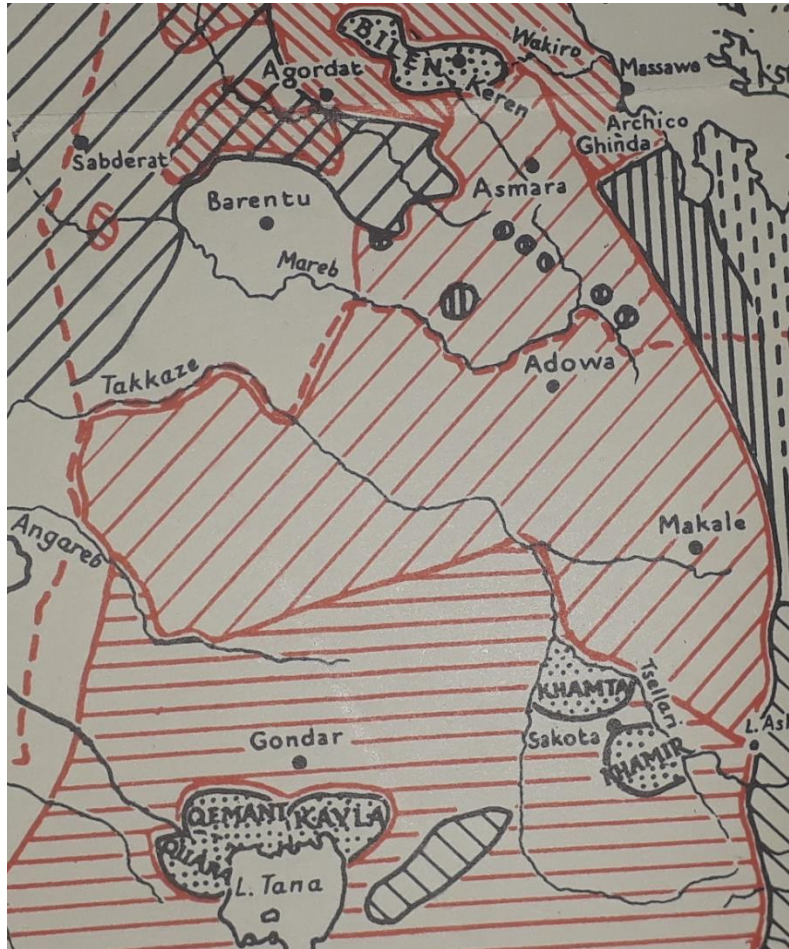 BILEN
Wakiro
Agordat
Keren
Massawa
Archico
Ghinda
Sabderat
Asmara
Barentu
Mareb
Takkaze
Adowa
Angareb
Makale
KHAMTA
Tsellari
Sakota
L. Ash
KHAMIR
Gondar
QEMANT
KAYLA
QUARA
L. Tana